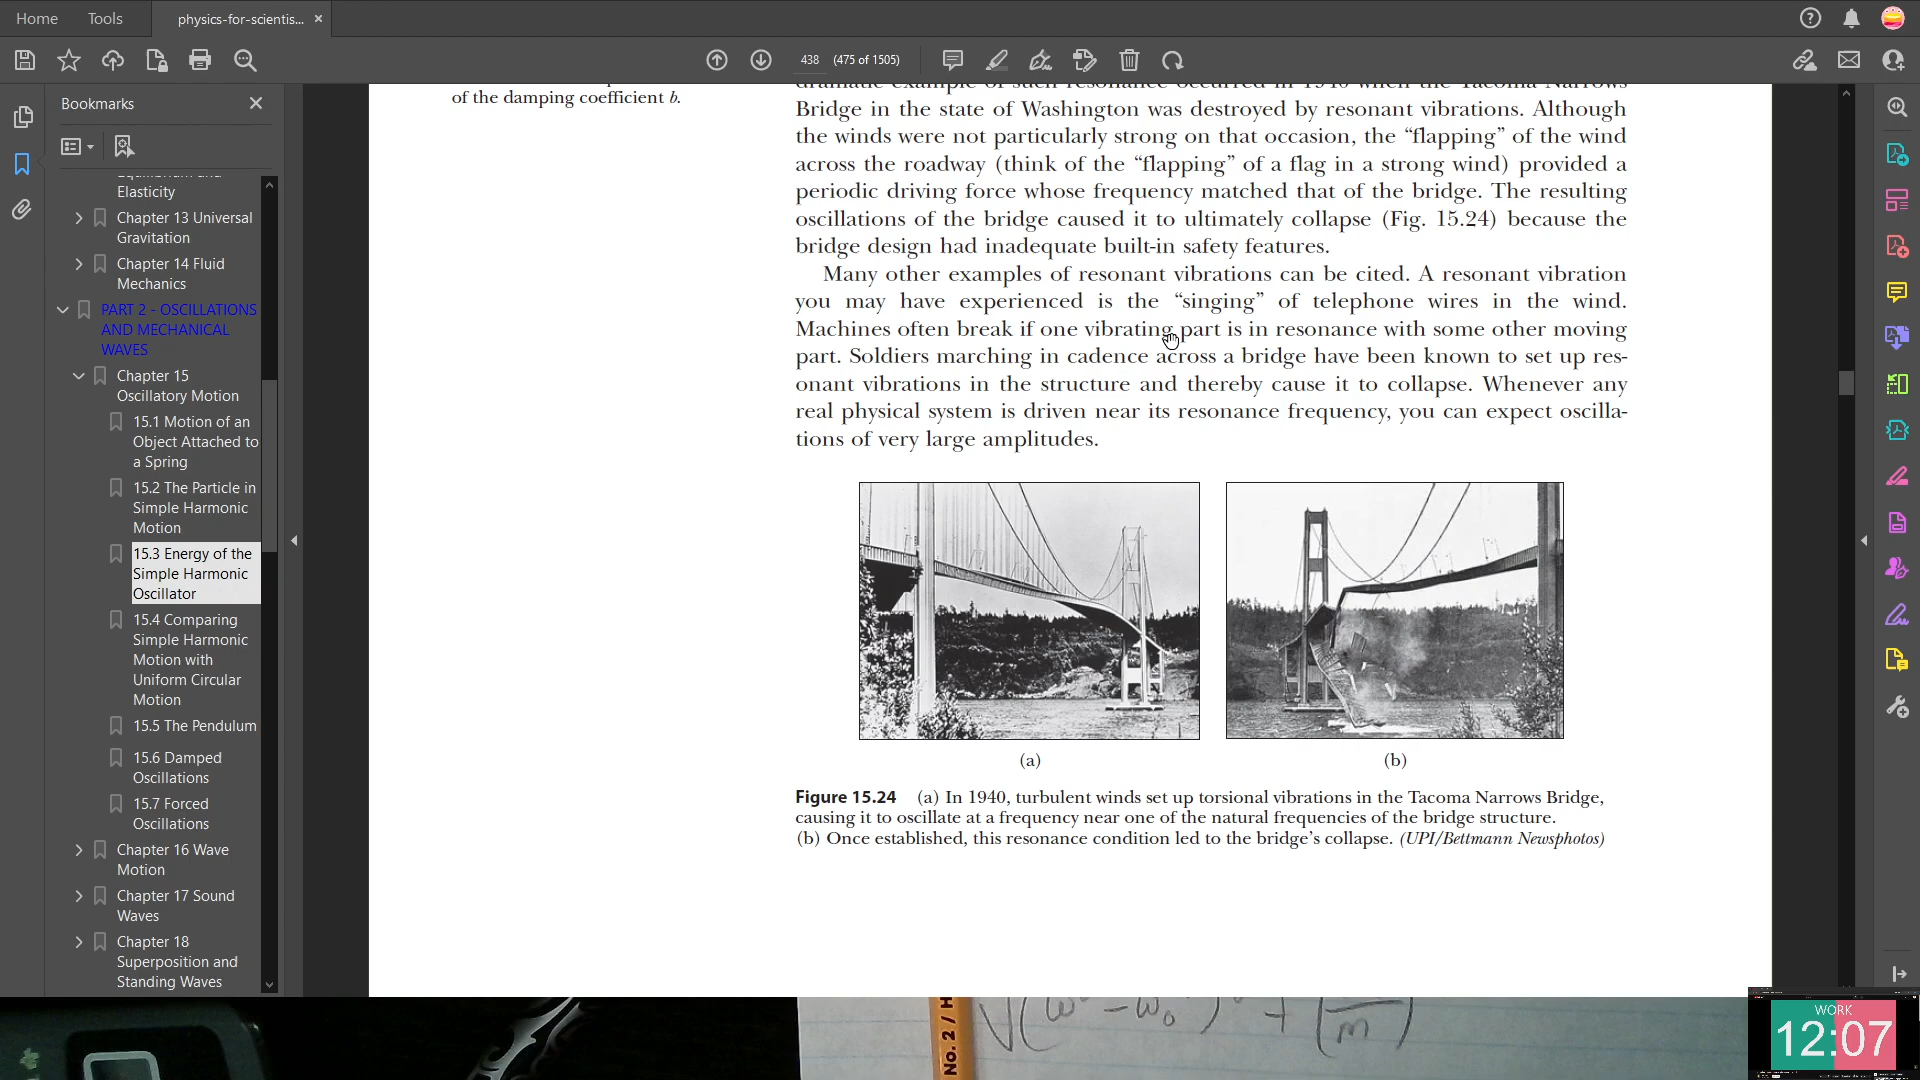 Home
Tools
physics-for-scientis...
438
(475 of 1505)
Bookmarks
Elasticity
Chapter 13 Universal
Gravitation
Chapter 14 Fluid
Mechanics
PART 2 - OSCILLATIONS
AND MECHANICAL
WAVES
Chapter 15
Oscillatory Motion
15.1 Motion of an
Object Attached to
a Spring
15.2 The Particle in
Simple Harmonic
Motion
15.3 Energy of the
Simple Harmonic
Oscillator
15.4 Comparing
Simple Harmonic
Motion with
Uniform Circular
Motion
15.5 The Pendulum
15.6 Damped
Oscillations
15.7 Forced
Oscillations
Chapter 16 Wave
Motion
Chapter 17 Sound
Waves
Chapter 18
Superposition and
Standing Waves
of the damping coefficient b.
dramatic example of such resonance occurred in 1940 when the Tacoma Narrows
Bridge in the state of Washington was destroyed by resonant vibrations. Although
the winds were not particularly strong on that occasion, the “flapping” of the wind
across the roadway (think of the “flapping” of a flag in a strong wind) provided a
periodic driving force whose frequency matched that of the bridge. The resulting
oscillations of the bridge caused it to ultimately collapse (Fig. 15.24) because the
bridge design had inadequate built-in safety features.
Many other examples of resonant vibrations can be cited. A resonant vibration
you may have experienced is the “singing” of telephone wires in the wind.
Machines often break if one vibrating part is in resonance with some other moving
part. Soldiers marching in cadence across a bridge have been known to set up res-
onant vibrations in the structure and thereby cause it to collapse. Whenever any
real physical system is driven near its resonance frequency, you can expect oscilla-
tions of very large amplitudes.
(a)
(b)
Figure 15.24 (a) In 1940, turbulent winds set up torsional vibrations in the Tacoma Narrows Bridge,
causing it to oscillate at a frequency near one of the natural frequencies of the bridge structure.
(b) Once established, this resonance condition led to the bridge’s collapse. (UPI/Bettmann Newsphotos)
No. 2 / H
WORK
12:07